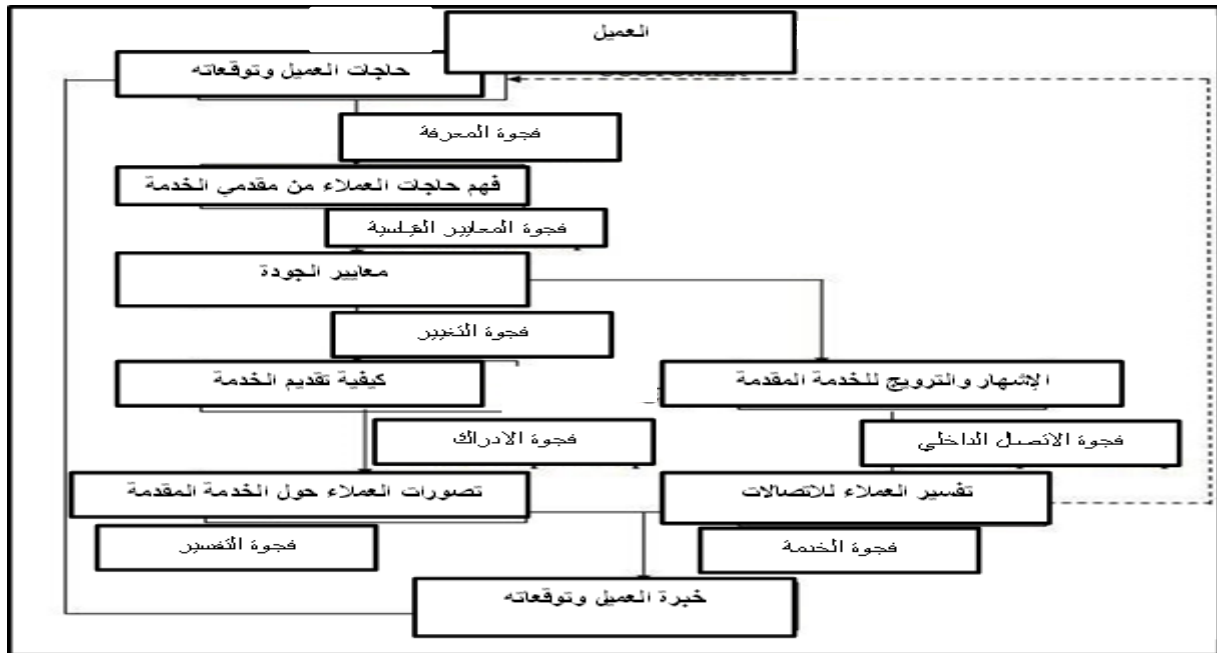 العميل
حاجات العميل وتوقعاته
فجوة المعرفة
فهم حاجات العملاء من مقدمي الخدمة
فجوة المعايير القياسية
معايير الجودة
فجوة التغيير
كيفية تقديم الخدمة
الإشهار والترويج للخدمة المقدمة
فجوة الادراك
فجوة الاتصال الداخلي
تصورات العملاء حول الخدمة المقدمة
تفسير العملاء للاتصالات
فجوة التفسير
فجوة الخدمة
خبرة العميل وتوقعاته